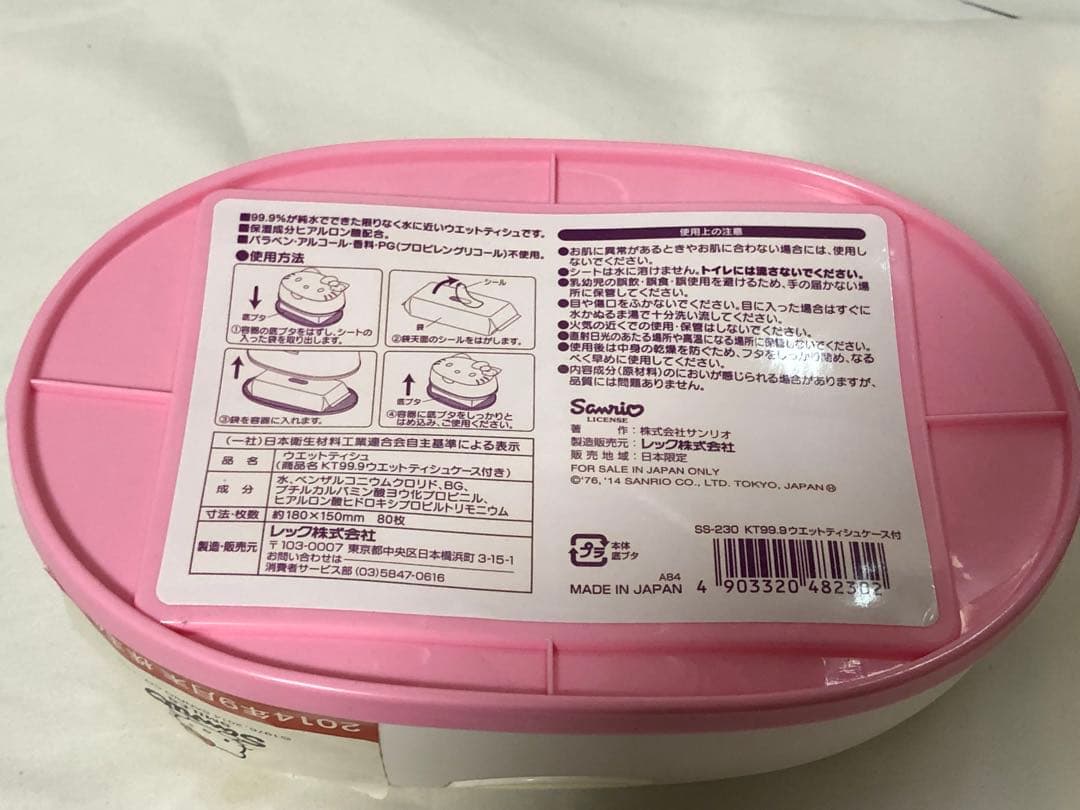 ■99.9%が純水でできた限りなく水に近いウエットティシュです。
■保湿成分ヒアルロン酸配合。
■パラベン・アルコール・香料・PG(プロピレングリコール)不使用。
●使用方法
底ブタ
①容器の底ブタをはずし、シートの
入った袋を取り出します。
シール
袋
②袋天面のシールをはがします。
③袋を容器に入れます。
底ブタ
④容器に底ブタをしっかりと
はめ込み、ご使用ください。
(一社)日本衛生材料工業連合会自主基準による表示
品名 ウエットティシュ
(商品名 KT99.9ウエットティシュケース付き)
成分 水、ベンザルコニウムクロリド、BG、
ブチルカルバミン酸ヨウ化プロピニル、
ヒアルロン酸ヒドロキシプロピルトリモニウム
寸法・枚数 約180×150mm 80枚
製造・販売元 レック株式会社
〒103-0007 東京都中央区日本橋浜町 3-15-1
お問い合わせは
消費者サービス部 (03)5847-0616
使用上の注意
●お肌に異常があるときやお肌に合わない場合には、使用し
ないでください。
●シートは水に溶けません。トイレには流さないでください。
●乳幼児の誤飲・誤食・誤使用を避けるため、手の届かない場
所に保管してください。
●目や傷口をふかないでください。目に入った場合はすぐに
水かぬるま湯で十分洗い流してください。
●火気の近くでの使用・保管はしないでください。
●直射日光のあたる場所や高温になる場所に保管しないでください。
●使用後は中身の乾燥を防ぐため、フタをしっかり閉め、なる
べく早めに使用してください。
●内容成分(原材料)のにおいが感じられる場合がありますが、
品質には問題ありません。
Sanrio
LICENSE
著作:株式会社サンリオ
製造販売元:レック株式会社
販売地域:日本限定
FOR SALE IN JAPAN ONLY
©'76, '14 SANRIO CO., LTD. TOKYO, JAPAN Ⓗ
SS-230 KT99.9ウエットティシュケース付
プラ
本体
底ブタ
A84
MADE IN JAPAN
4 903320 482302
2014年9月末
Sanrio